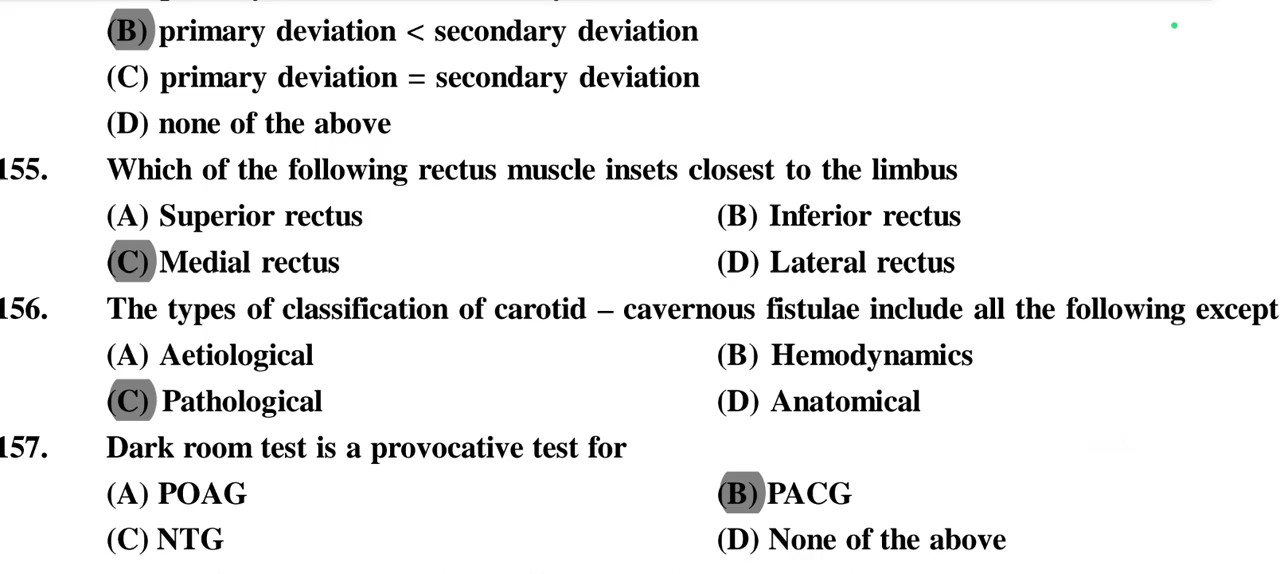 (B) primary deviation < secondary deviation
(C) primary deviation = secondary deviation
(D) none of the above
155. Which of the following rectus muscle insets closest to the limbus
(A) Superior rectus (B) Inferior rectus
(C) Medial rectus (D) Lateral rectus
156. The types of classification of carotid – cavernous fistulae include all the following except
(A) Aetiological (B) Hemodynamics
(C) Pathological (D) Anatomical
157. Dark room test is a provocative test for
(A) POAG (B) PACG
(C) NTG (D) None of the above